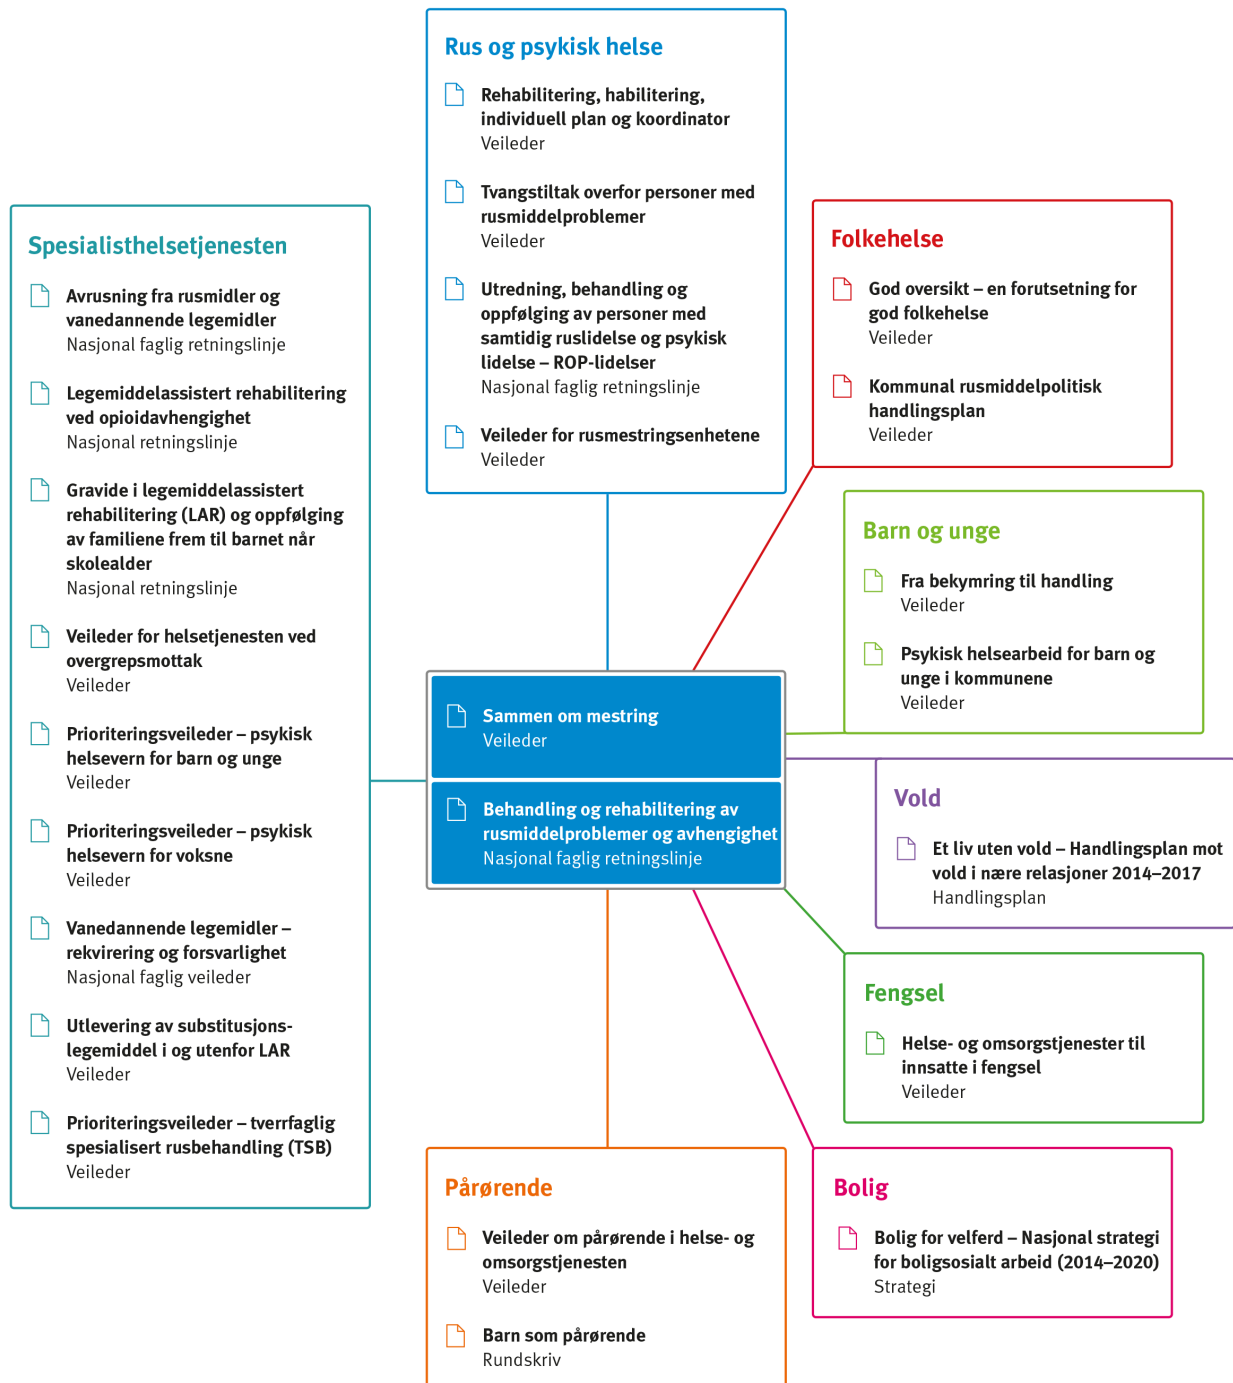 Rus og psykisk helse
Rehabilitering, habilitering,
individuell plan og koordinator
Veileder
Tvangstiltak overfor personer med
rusmiddelproblemer
Veileder
Utredning, behandling og
oppfølging av personer med
samtidig ruslidelse og psykisk
lidelse – ROP-lidelser
Nasjonal faglig retningslinje
Veileder for rusmestringsenhetene
Veileder
Spesialisthelsetjenesten
Avrusning fra rusmidler og
vanedannende legemidler
Nasjonal faglig retningslinje
Legemiddelassistert rehabilitering
ved opioidavhengighet
Nasjonal retningslinje
Gravide i legemiddelassistert
rehabilitering (LAR) og oppfølging
av familiene frem til barnet når
skolealder
Nasjonal retningslinje
Veileder for helsetjenesten ved
overgrepsmottak
Veileder
Prioriteringsveileder – psykisk
helsevern for barn og unge
Veileder
Prioriteringsveileder – psykisk
helsevern for voksne
Veileder
Vanedannende legemidler –
rekvirering og forsvarlighet
Nasjonal faglig veileder
Utlevering av substitusjons-
legemiddel i og utenfor LAR
Veileder
Prioriteringsveileder – tverrfaglig
spesialisert rusbehandling (TSB)
Veileder
Folkehelse
God oversikt – en forutsetning for
god folkehelse
Veileder
Kommunal rusmiddelpolitisk
handlingsplan
Veileder
Barn og unge
Fra bekymring til handling
Veileder
Psykisk helsearbeid for barn og
unge i kommunene
Veileder
Sammen om mestring
Veileder
Behandling og rehabilitering av
rusmiddelproblemer og avhengighet
Nasjonal faglig retningslinje
Vold
Et liv uten vold – Handlingsplan mot
vold i nære relasjoner 2014–2017
Handlingsplan
Fengsel
Helse- og omsorgstjenester til
innsatte i fengsel
Veileder
Pårørende
Veileder om pårørende i helse- og
omsorgstjenesten
Veileder
Barn som pårørende
Rundskriv
Bolig
Bolig for velferd – Nasjonal strategi
for boligsosialt arbeid (2014–2020)
Strategi